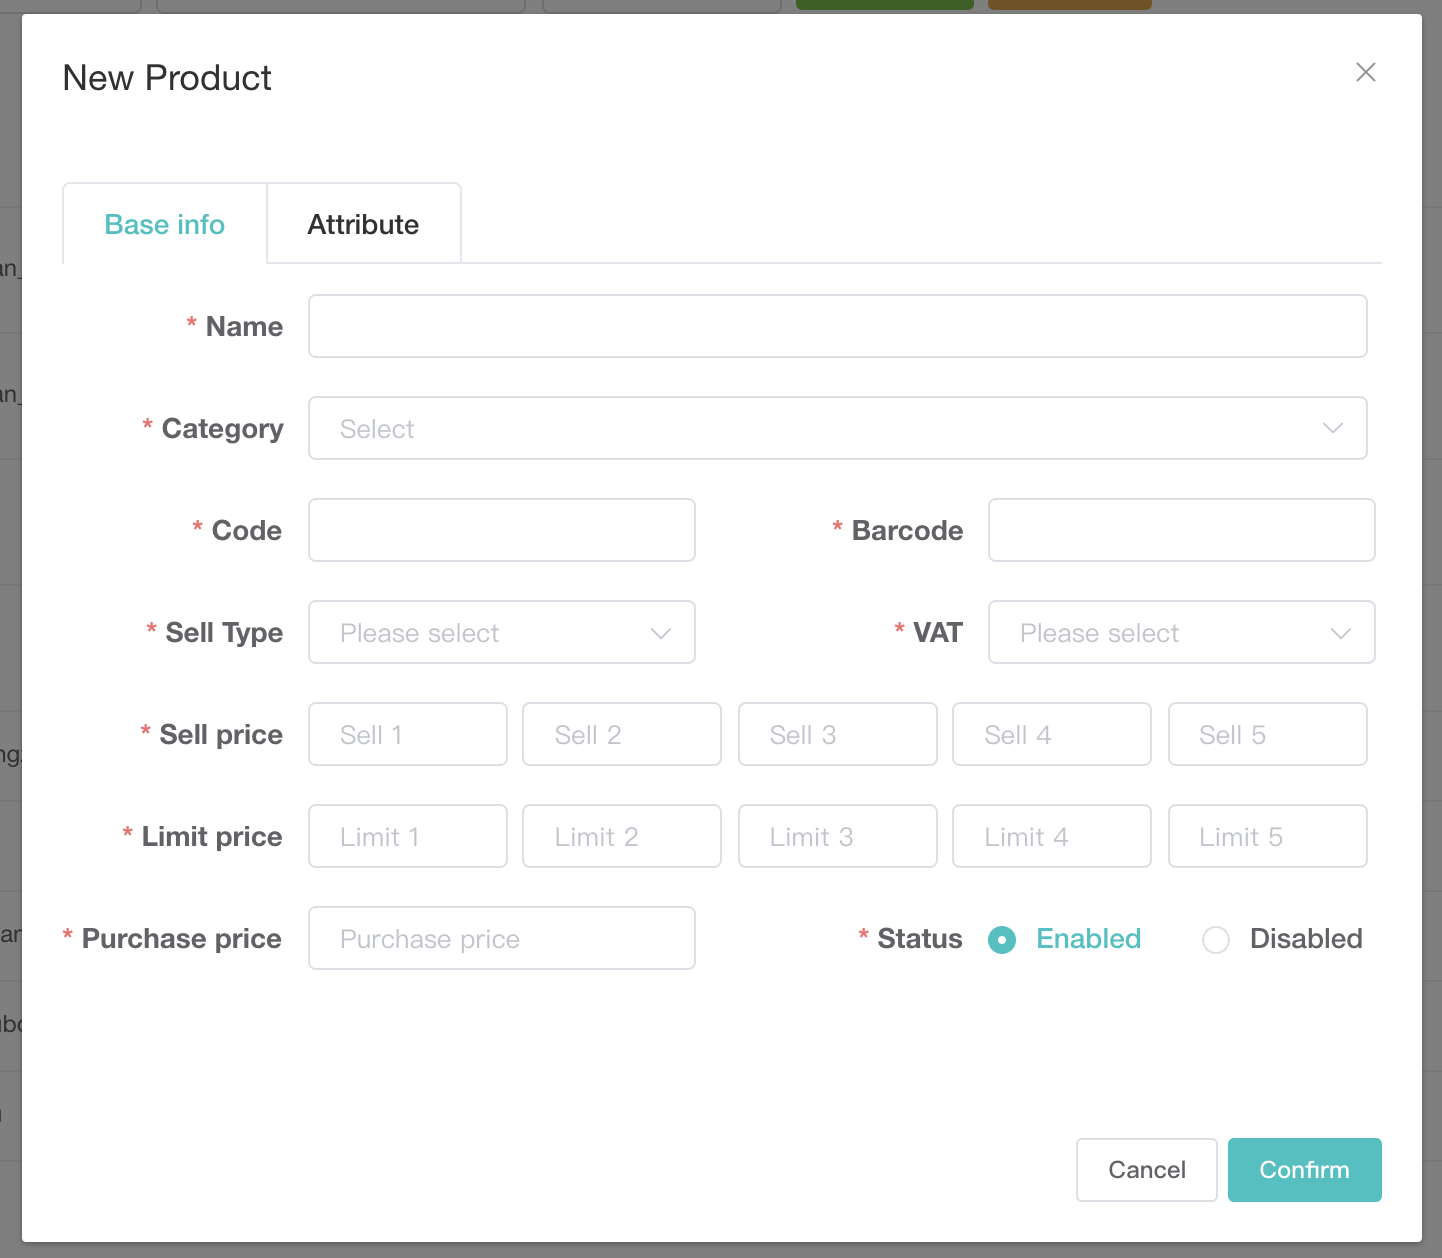 New Product
Base info Attribute
* Name
* Category Select
* Code * Barcode
* Sell Type Please select * VAT Please select
* Sell price Sell 1 Sell 2 Sell 3 Sell 4 Sell 5
* Limit price Limit 1 Limit 2 Limit 3 Limit 4 Limit 5
* Purchase price Purchase price * Status Enabled Disabled
Cancel Confirm